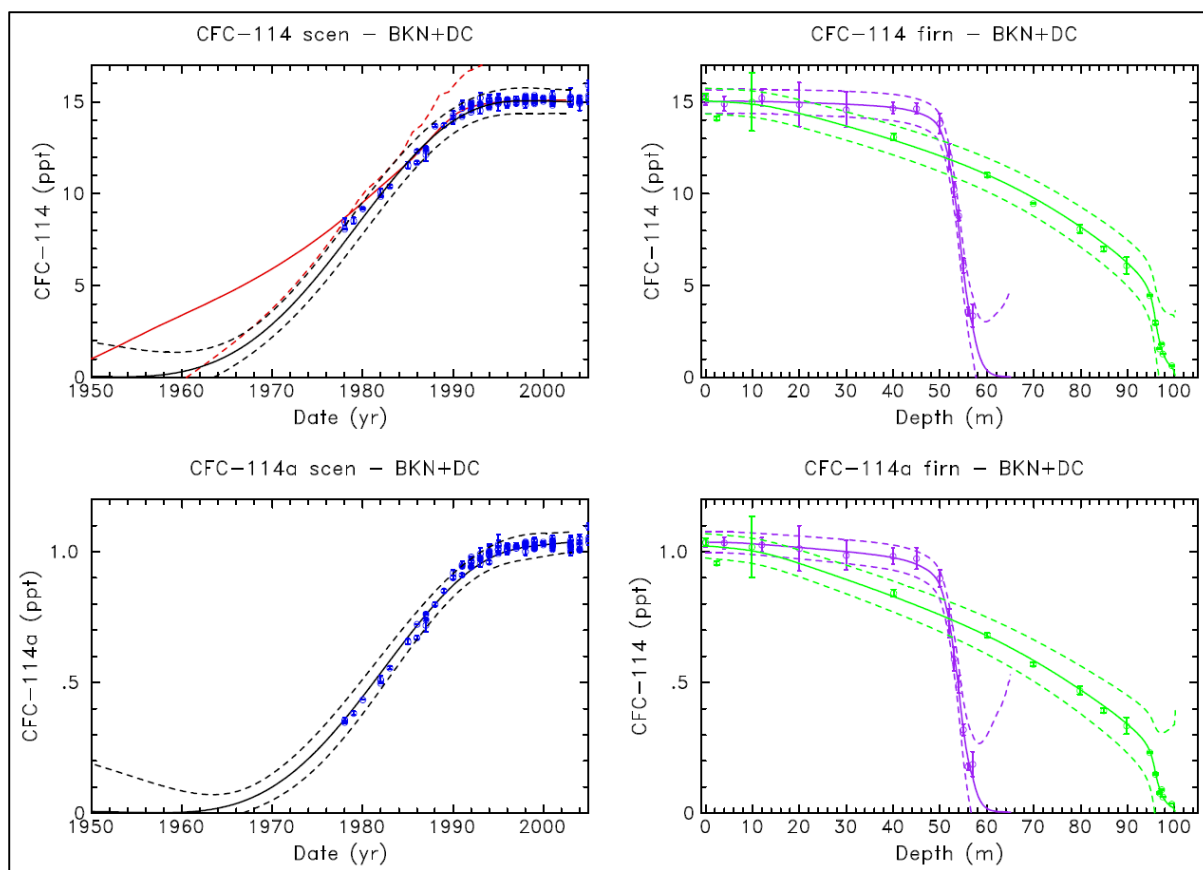 CFC-114 scen - BKN+DC
CFC-114 (ppt)
15
10
5
0
1950 1960 1970 1980 1990 2000
Date (yr)
CFC-114 firn - BKN+DC
CFC-114 (ppt)
15
10
5
0
0 10 20 30 40 50 60 70 80 90 100
Depth (m)
CFC-114a scen - BKN+DC
CFC-114a (ppt)
1.0
.5
0
1950 1960 1970 1980 1990 2000
Date (yr)
CFC-114a firn - BKN+DC
CFC-114 (ppt)
1.0
.5
0
0 10 20 30 40 50 60 70 80 90 100
Depth (m)